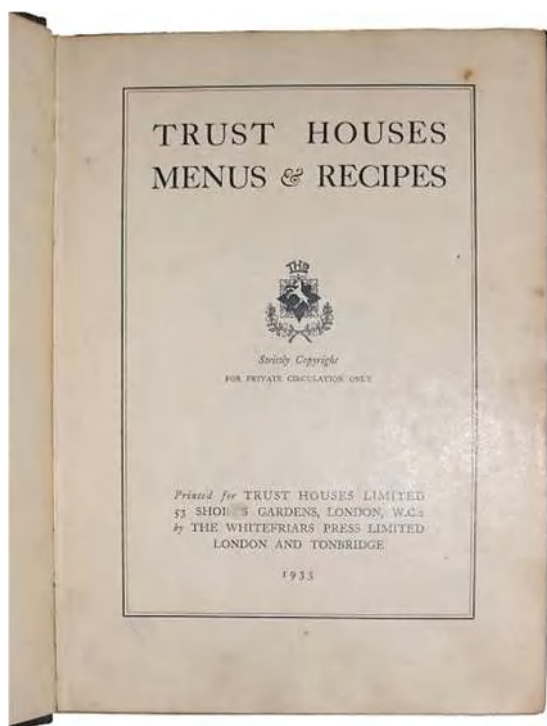 TRUST HOUSES
MENUS & RECIPES
Strictly Copyright
FOR PRIVATE CIRCULATION ONLY
Printed for TRUST HOUSES LIMITED
53 GARDENS, LONDON, W.C.2
by THE WHITEFRIARS PRESS LIMITED
LONDON AND TONBRIDGE
1933